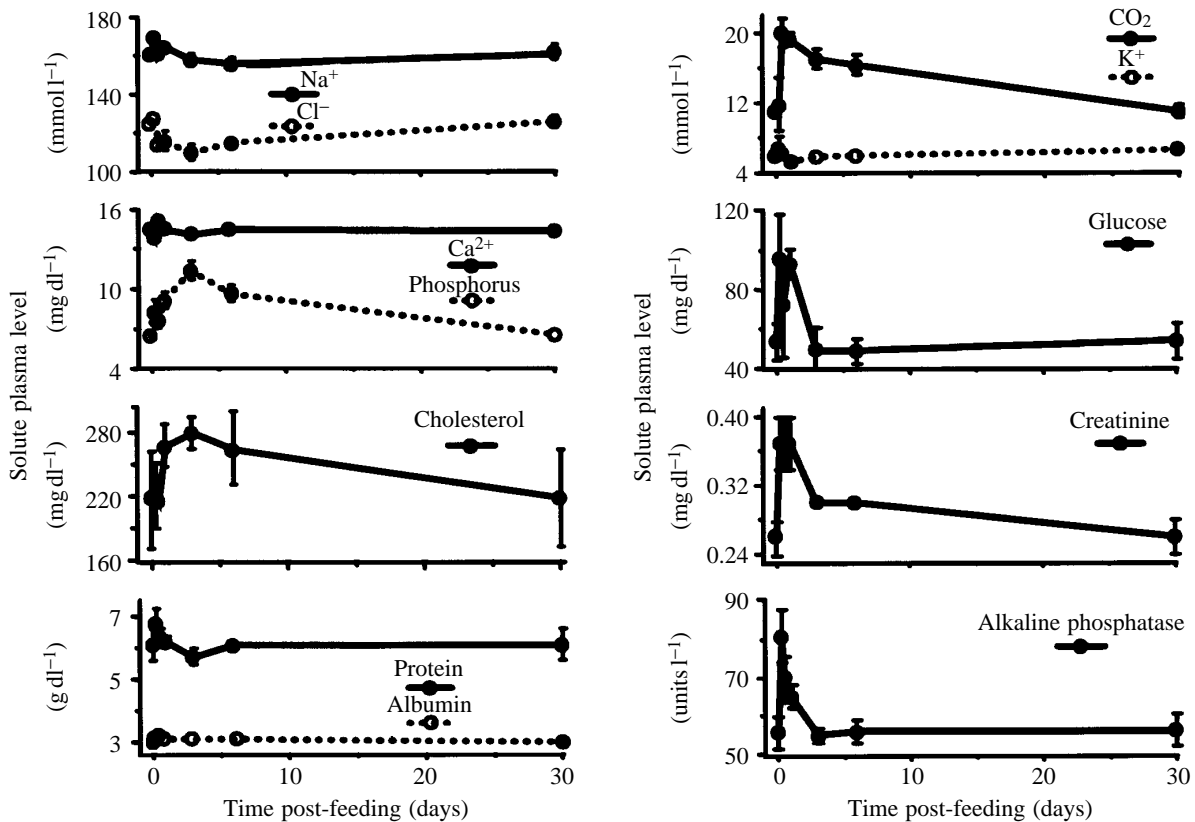 Solute plasma level
(mmol l⁻¹)
180
140
100
Na⁺
Cl⁻
(mg dl⁻¹)
16
10
4
Ca²⁺
Phosphorus
(mg dl⁻¹)
280
220
160
Cholesterol
(g dl⁻¹)
7
5
3
Protein
Albumin
0 10 20 30
Time post-feeding (days)
Solute plasma level
(mmol l⁻¹)
20
12
4
CO₂
K⁺
(mg dl⁻¹)
120
80
40
Glucose
(mg dl⁻¹)
0.40
0.32
0.24
Creatinine
(units l⁻¹)
90
70
50
Alkaline phosphatase
0 10 20 30
Time post-feeding (days)